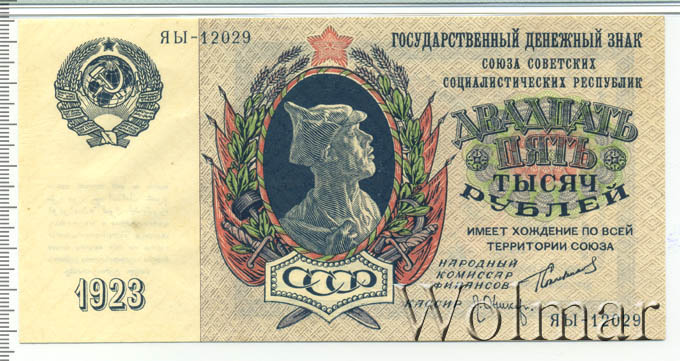 ЯЫ-12029
ГОСУДАРСТВЕННЫЙ ДЕНЕЖНЫЙ ЗНАК
СОЮЗА СОВЕТСКИХ
СОЦИАЛИСТИЧЕСКИХ РЕСПУБЛИК
ДВАДЦАТЬ
ПЯТЬ
ТЫСЯЧ
РУБЛЕЙ
ИМЕЕТ ХОЖДЕНИЕ ПО ВСЕЙ
ТЕРРИТОРИИ СОЮЗА
НАРОДНЫЙ
КОМИССАР
ФИНАНСОВ
КАССИР
ЯЫ-12029
СССР
1923
Wolmar